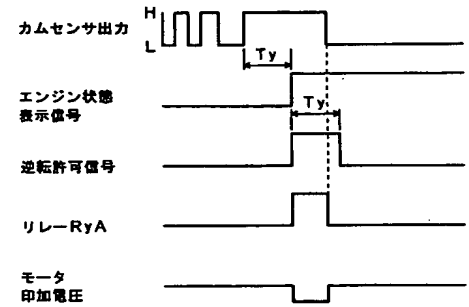 H
カムセンサ出力
L
Ty
エンジン状態
表示信号
Ty
逆転許可信号
リレーRyA
モータ
印加電圧